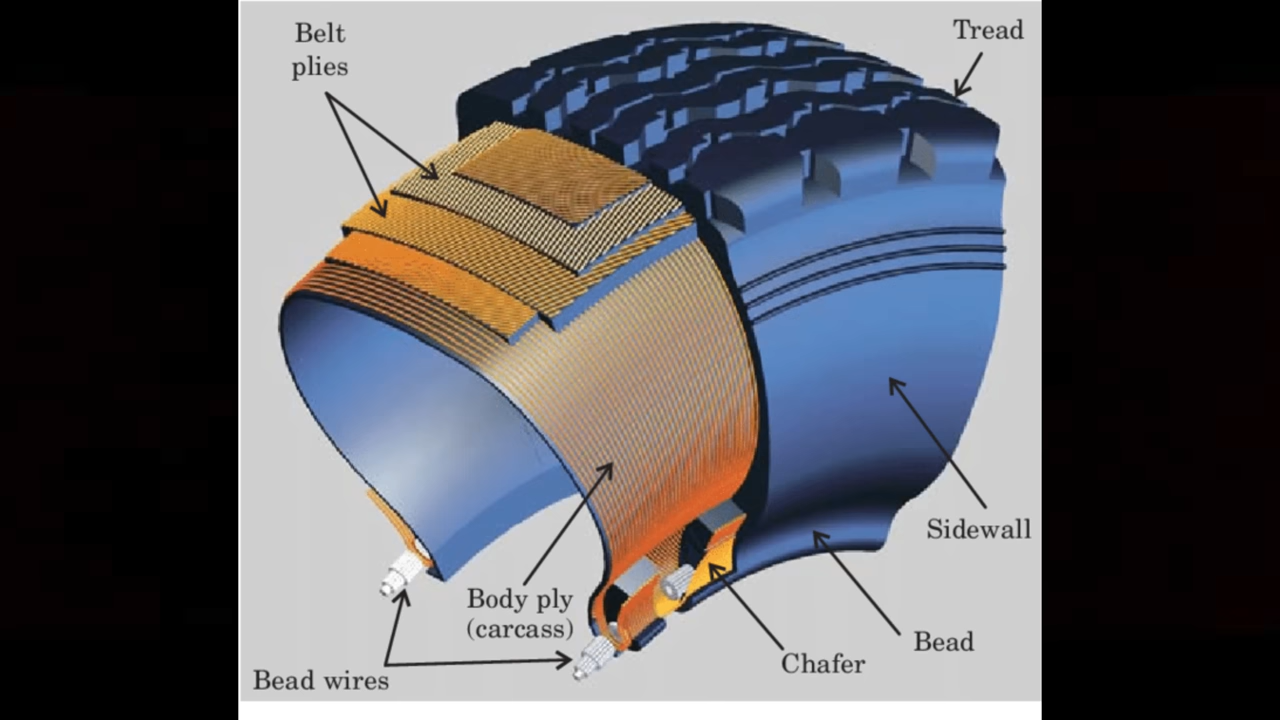 Belt
plies
Tread
Sidewall
Body ply
(carcass)
Bead
Chafer
Bead wires